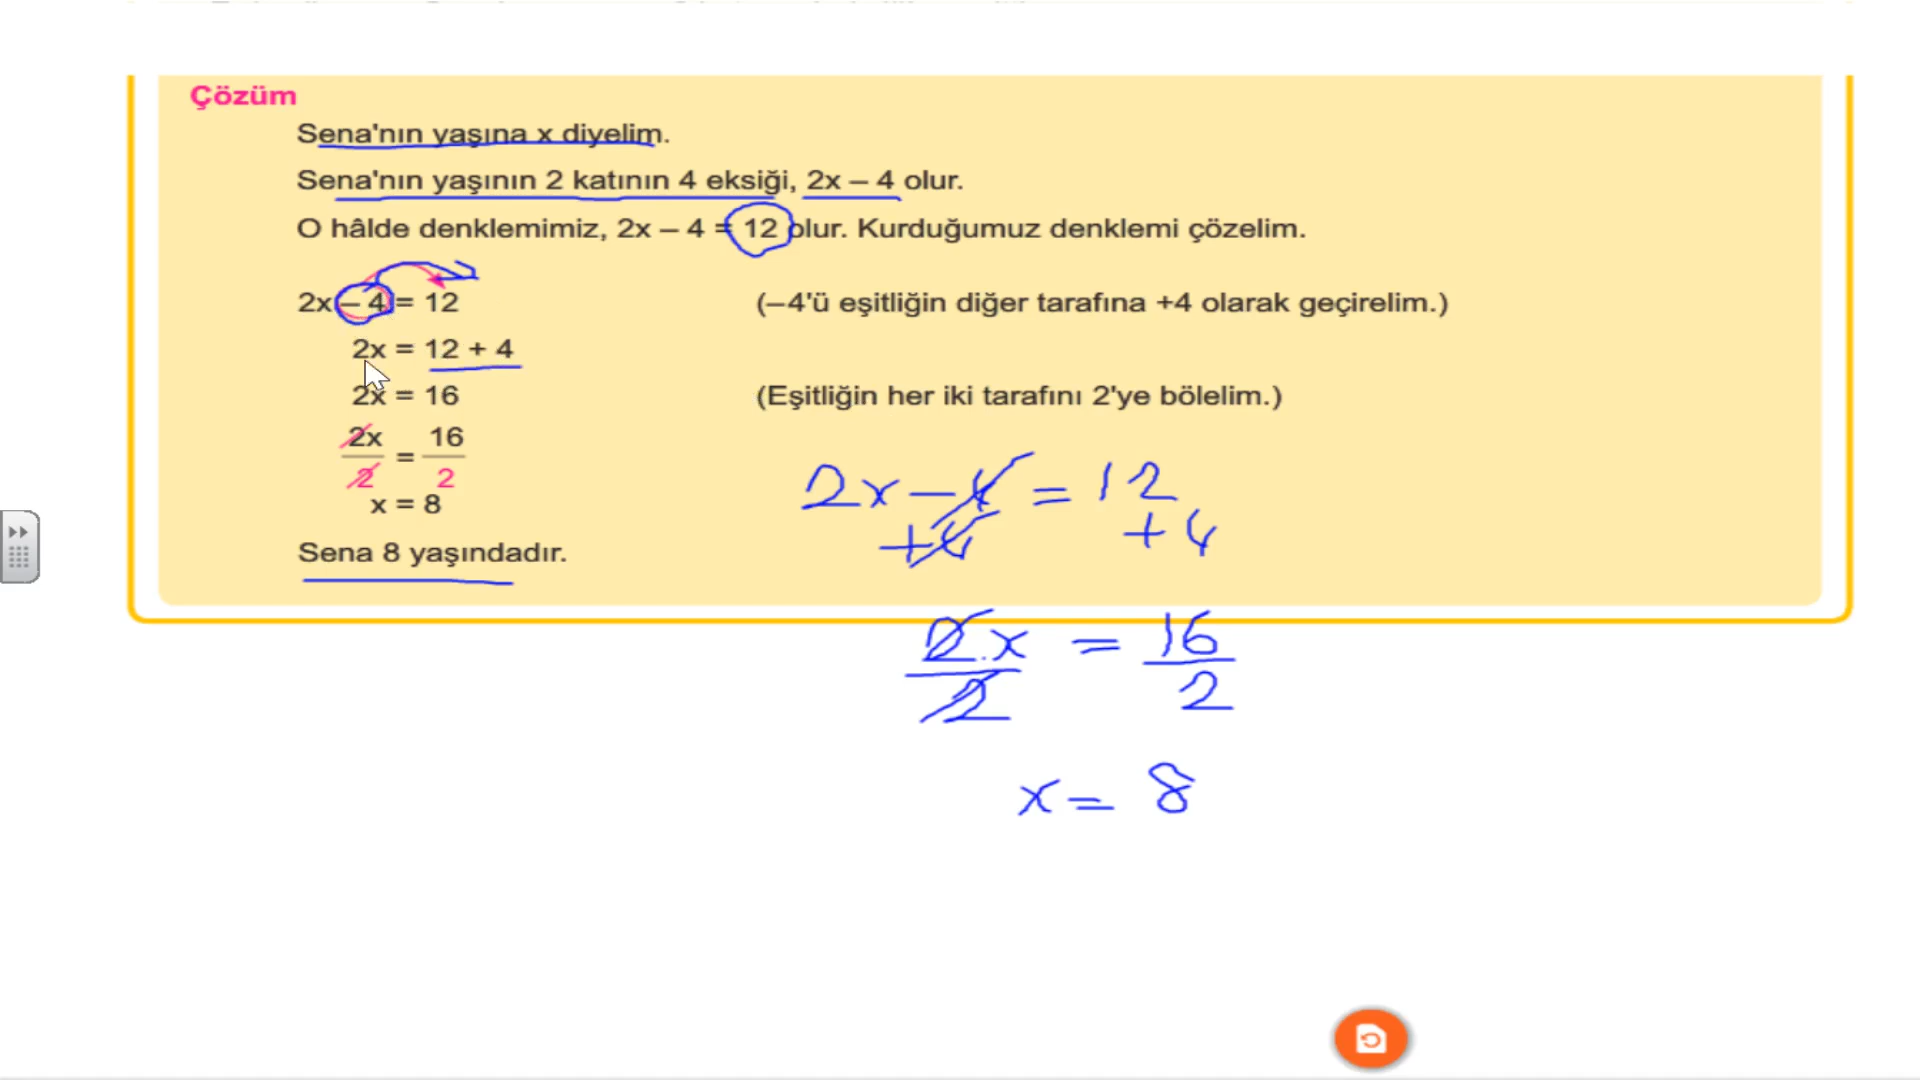 Çözüm
Sena'nın yaşına x diyelim.
Sena'nın yaşının 2 katının 4 eksiği, 2x – 4 olur.
O hâlde denklemimiz, 2x – 4 = 12 olur. Kurduğumuz denklemi çözelim.
2x – 4 = 12 (–4'ü eşitliğin diğer tarafına +4 olarak geçirelim.)
2x = 12 + 4
2x = 16 (Eşitliğin her iki tarafını 2'ye bölelim.)
2x/2 = 16/2
x = 8
Sena 8 yaşındadır.
2x – 4 = 12
+4 +4
2.x/2 = 16/2
x = 8